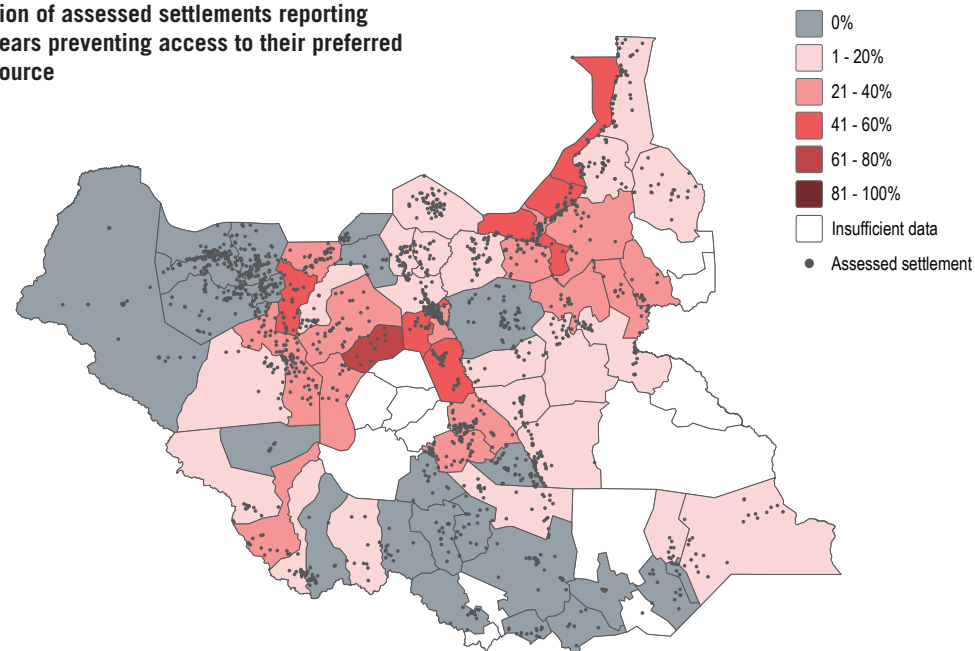 ion of assessed settlements reporting
ears preventing access to their preferred
ource
0%
1 - 20%
21 - 40%
41 - 60%
61 - 80%
81 - 100%
Insufficient data
Assessed settlement